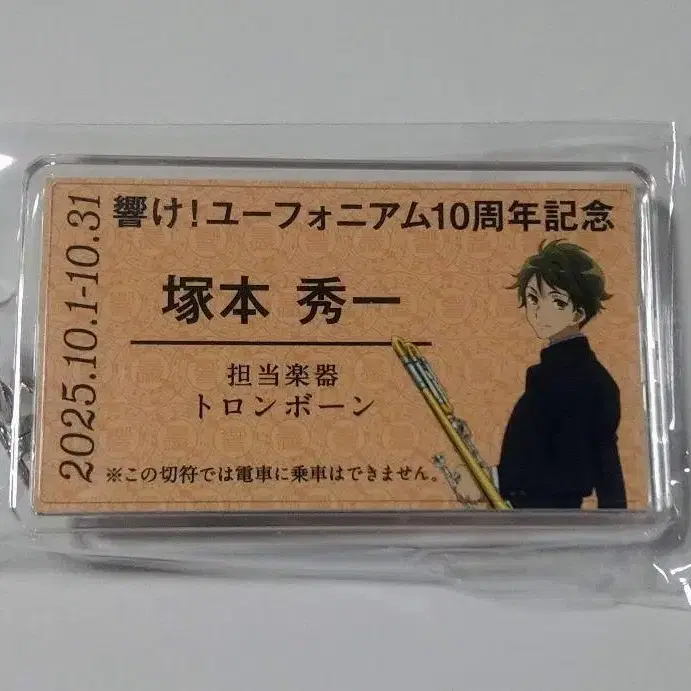 響け！ユーフォニアム10周年記念
2025.10.1-10.31
塚本 秀一
担当楽器
トロンボーン
※この切符では電車に乗車はできません。